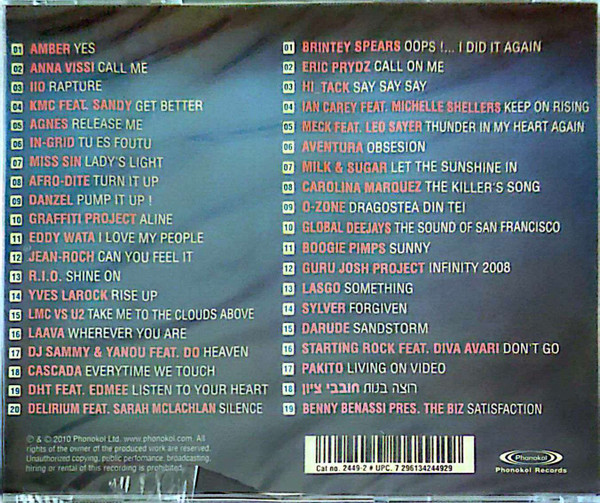 01 AMBER YES
02 ANNA VISSI CALL ME
03 IIO RAPTURE
04 KMC FEAT. SANDY GET BETTER
05 AGNES RELEASE ME
06 IN-GRID TU ES FOUTU
07 MISS SIN LADY'S LIGHT
08 AFRO-DITE TURN IT UP
09 DANZEL PUMP IT UP !
10 GRAFFITI PROJECT ALINE
11 EDDY WATA I LOVE MY PEOPLE
12 JEAN-ROCH CAN YOU FEEL IT
13 R.I.O. SHINE ON
14 YVES LAROCK RISE UP
15 LMC VS U2 TAKE ME TO THE CLOUDS ABOVE
16 LAAVA WHEREVER YOU ARE
17 DJ SAMMY & YANOU FEAT. DO HEAVEN
18 CASCADA EVERYTIME WE TOUCH
19 DHT FEAT. EDMEE LISTEN TO YOUR HEART
20 DELIRIUM FEAT. SARAH MCLACHLAN SILENCE
01 BRINTEY SPEARS OOPS !... I DID IT AGAIN
02 ERIC PRYDZ CALL ON ME
03 HI_TACK SAY SAY SAY
04 IAN CAREY FEAT. MICHELLE SHELLERS KEEP ON RISING
05 MECK FEAT. LEO SAYER THUNDER IN MY HEART AGAIN
06 AVENTURA OBSESION
07 MILK & SUGAR LET THE SUNSHINE IN
08 CAROLINA MARQUEZ THE KILLER'S SONG
09 O-ZONE DRAGOSTEA DIN TEI
10 GLOBAL DEEJAYS THE SOUND OF SAN FRANCISCO
11 BOOGIE PIMPS SUNNY
12 GURU JOSH PROJECT INFINITY 2008
13 LASGO SOMETHING
14 SYLVER FORGIVEN
15 DARUDE SANDSTORM
16 STARTING ROCK FEAT. DIVA AVARI DON'T GO
17 PAKITO LIVING ON VIDEO
18 רוצה בנות חובבי ציון
19 BENNY BENASSI PRES. THE BIZ SATISFACTION
℗ & © 2010 Phonokol Ltd. www.phonokol.com. All
rights of the owner of the produced work are reserved.
Unauthorized copying, public perfomance, broadcasting,
hiring or rental of this recording is prohibited.
Cat no. 2449-2 # UPC. 7 296134 244929
Phonokol
Phonokol Records